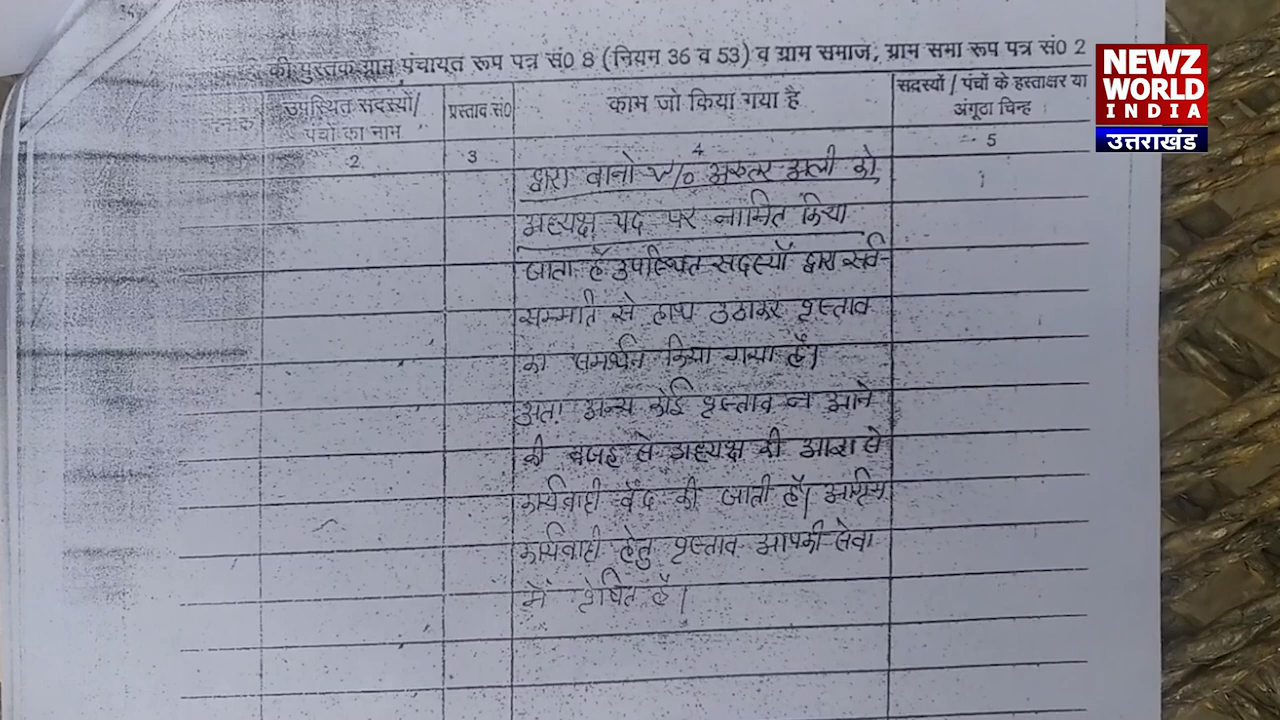 की पुस्तक ग्राम पंचायत रूप पत्र सं0 8 (नियम 36 व 53) व ग्राम समाज, ग्राम समा रूप पत्र सं0 2
उपस्थित सदस्यों/
पंचों का नाम
प्रस्ताव सं0
काम जो किया गया है
सदस्यों / पंचों के हस्ताक्षर या
अंगूठा चिन्ह
2
3
4
5
द्वारा बानो w/o अख्तर अली को
अध्यक्ष पद पर नामित किया
जाता है उपस्थित सदस्यों द्वारा सर्व-
सम्मति से हाथ उठाकर प्रस्ताव
का समर्थन किया गया है।
अतः अन्य कोई प्रस्ताव न आने
की वजह से अध्यक्ष की आज्ञा से
कार्यवाही बंद की जाती है।
कार्यवाही हेतु प्रस्ताव आपकी सेवा
में प्रेषित है।
NEWZ
WORLD
INDIA
उत्तराखंड